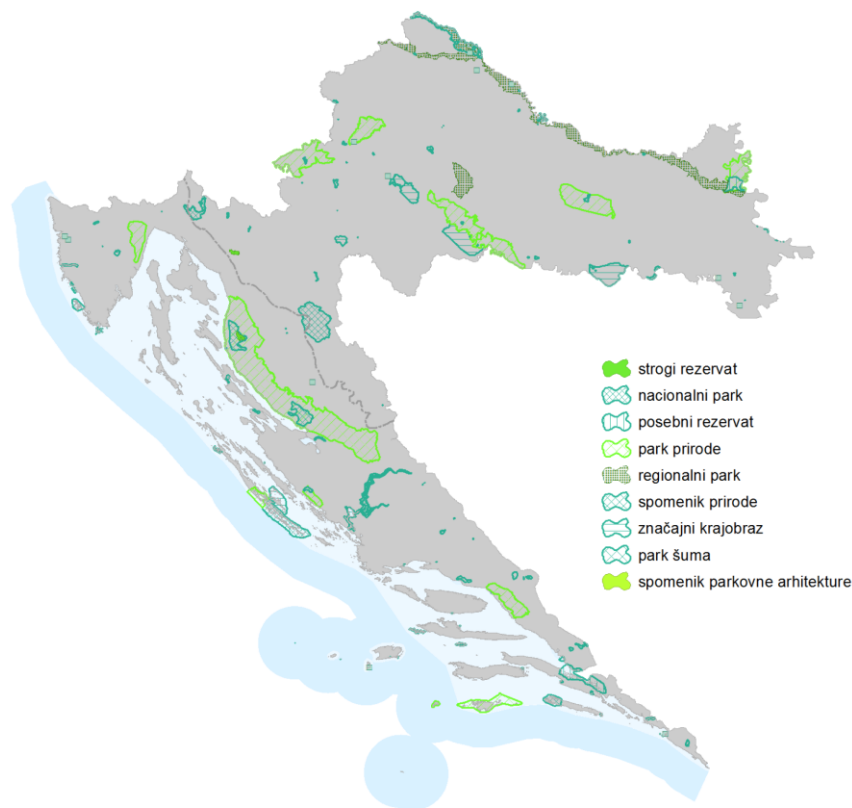 strogi rezervat
nacionalni park
posebni rezervat
park prirode
regionalni park
spomenik prirode
značajni krajobraz
park šuma
spomenik parkovne arhitekture